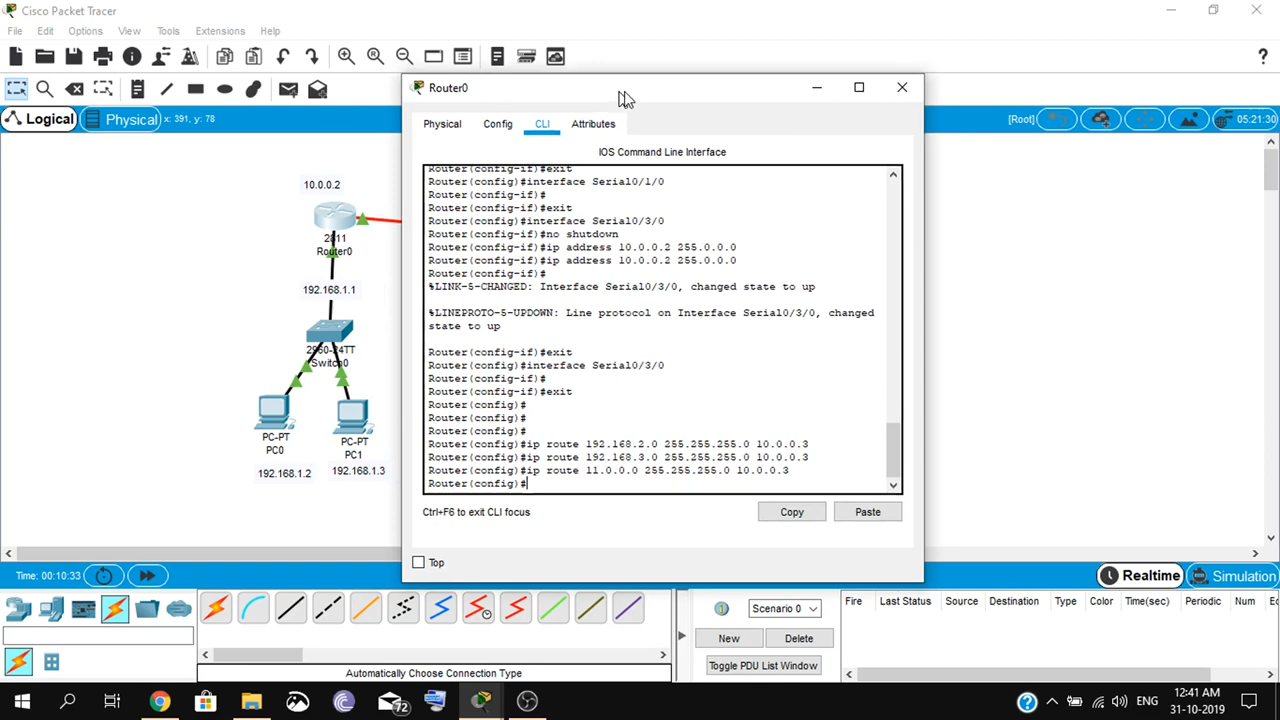 Cisco Packet Tracer
File Edit Options View Tools Extensions Help
?
Logical Physical x: 391, y: 78 [Root] 05:21:30
10.0.0.2
2811
Router0
192.168.1.1
2950-24TT
Switch0
PC-PT
PC0
PC-PT
PC1
192.168.1.2 192.168.1.3
Router0
Physical Config CLI Attributes
IOS Command Line Interface
Router(config-if)#exit
Router(config)#interface Serial0/1/0
Router(config-if)#
Router(config-if)#exit
Router(config)#interface Serial0/3/0
Router(config-if)#no shutdown
Router(config-if)#ip address 10.0.0.2 255.0.0.0
Router(config-if)#ip address 10.0.0.2 255.0.0.0
Router(config-if)#
%LINK-5-CHANGED: Interface Serial0/3/0, changed state to up
%LINEPROTO-5-UPDOWN: Line protocol on Interface Serial0/3/0, changed
state to up
Router(config-if)#exit
Router(config)#interface Serial0/3/0
Router(config-if)#
Router(config-if)#exit
Router(config)#
Router(config)#
Router(config)#
Router(config)#ip route 192.168.2.0 255.255.255.0 10.0.0.3
Router(config)#ip route 192.168.3.0 255.255.255.0 10.0.0.3
Router(config)#ip route 11.0.0.0 255.255.255.0 10.0.0.3
Router(config)#
Ctrl+F6 to exit CLI focus
Copy Paste
Top
Time: 00:10:33 Realtime Simulation
Scenario 0
New Delete
Toggle PDU List Window
Fire Last Status Source Destination Type Color Time(sec) Periodic Num
Automatically Choose Connection Type
72
ENG
12:41 AM
31-10-2019